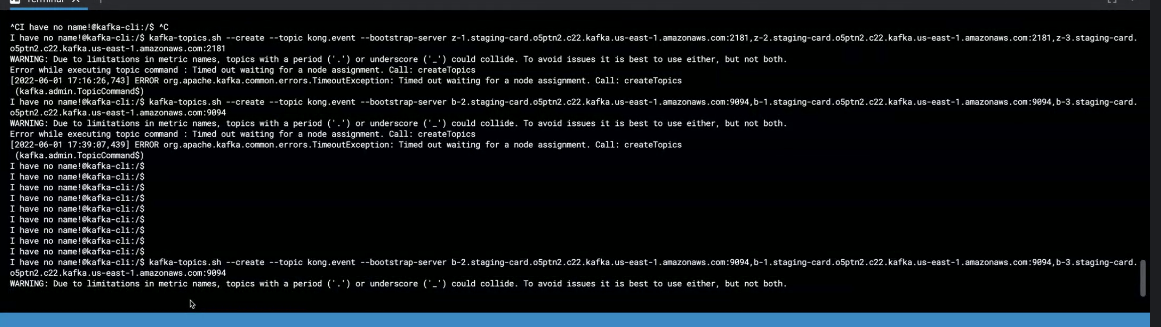 Terminal
^CI have no name!@kafka-cli:/$ ^C
I have no name!@kafka-cli:/$ kafka-topics.sh --create --topic kong.event --bootstrap-server z-1.staging-card.o5ptn2.c22.kafka.us-east-1.amazonaws.com:2181,z-2.staging-card.o5ptn2.c22.kafka.us-east-1.amazonaws.com:2181,z-3.staging-card.
o5ptn2.c22.kafka.us-east-1.amazonaws.com:2181
WARNING: Due to limitations in metric names, topics with a period ('.') or underscore ('_') could collide. To avoid issues it is best to use either, but not both.
Error while executing topic command : Timed out waiting for a node assignment. Call: createTopics
[2022-06-01 17:16:26,743] ERROR org.apache.kafka.common.errors.TimeoutException: Timed out waiting for a node assignment. Call: createTopics
 (kafka.admin.TopicCommand$)
I have no name!@kafka-cli:/$ kafka-topics.sh --create --topic kong.event --bootstrap-server b-2.staging-card.o5ptn2.c22.kafka.us-east-1.amazonaws.com:9094,b-1.staging-card.o5ptn2.c22.kafka.us-east-1.amazonaws.com:9094,b-3.staging-card.
o5ptn2.c22.kafka.us-east-1.amazonaws.com:9094
WARNING: Due to limitations in metric names, topics with a period ('.') or underscore ('_') could collide. To avoid issues it is best to use either, but not both.
Error while executing topic command : Timed out waiting for a node assignment. Call: createTopics
[2022-06-01 17:39:07,439] ERROR org.apache.kafka.common.errors.TimeoutException: Timed out waiting for a node assignment. Call: createTopics
 (kafka.admin.TopicCommand$)
I have no name!@kafka-cli:/$
I have no name!@kafka-cli:/$
I have no name!@kafka-cli:/$
I have no name!@kafka-cli:/$
I have no name!@kafka-cli:/$
I have no name!@kafka-cli:/$
I have no name!@kafka-cli:/$
I have no name!@kafka-cli:/$
I have no name!@kafka-cli:/$
I have no name!@kafka-cli:/$ kafka-topics.sh --create --topic kong.event --bootstrap-server b-2.staging-card.o5ptn2.c22.kafka.us-east-1.amazonaws.com:9094,b-1.staging-card.o5ptn2.c22.kafka.us-east-1.amazonaws.com:9094,b-3.staging-card.
o5ptn2.c22.kafka.us-east-1.amazonaws.com:9094
WARNING: Due to limitations in metric names, topics with a period ('.') or underscore ('_') could collide. To avoid issues it is best to use either, but not both.